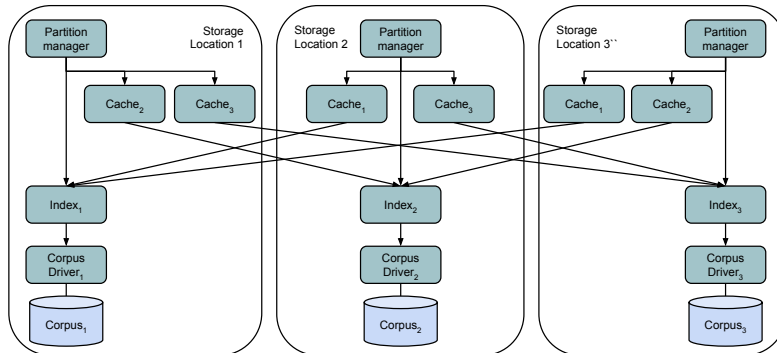 Partition
manager
Storage
Location 1
Cache₂
Cache₃
Index₁
Corpus
Driver₁
Corpus₁
Storage
Location 2
Partition
manager
Cache₁
Cache₃
Index₂
Corpus
Driver₂
Corpus₂
Storage
Location 3``
Partition
manager
Cache₁
Cache₂
Index₃
Corpus
Driver₃
Corpus₃